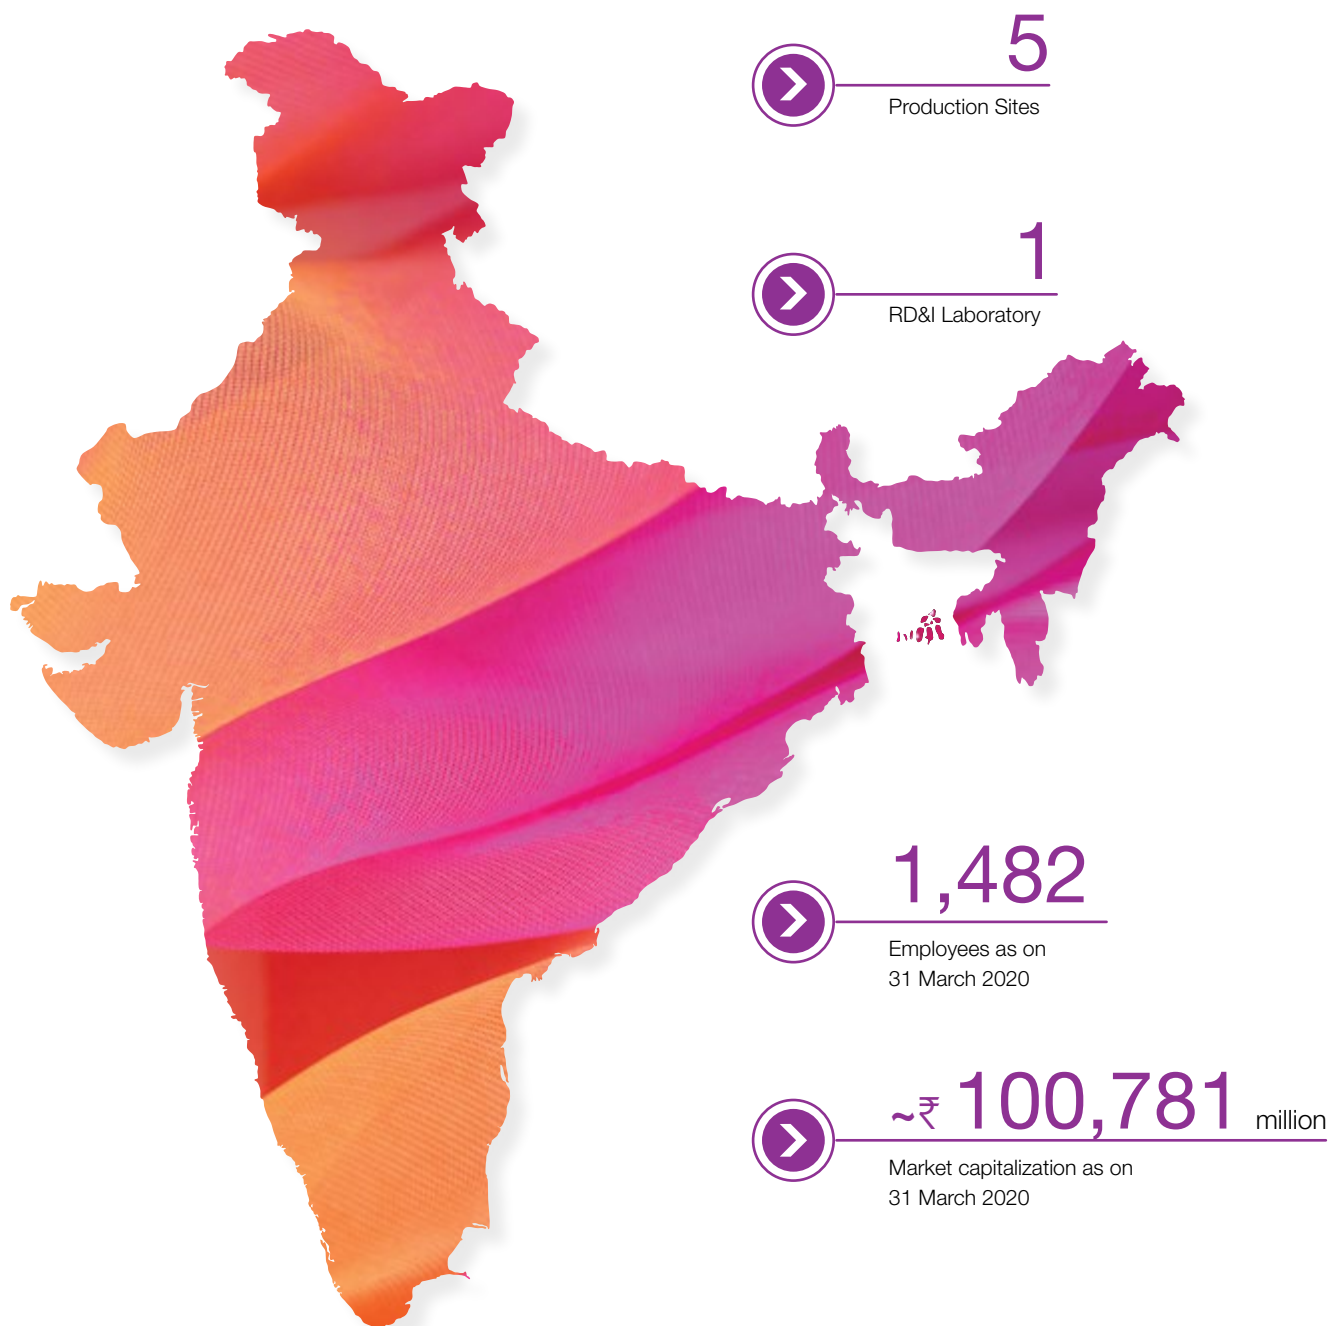 5
Production Sites
1
RD&I Laboratory
1,482
Employees as on
31 March 2020
~₹ 100,781 million
Market capitalization as on
31 March 2020